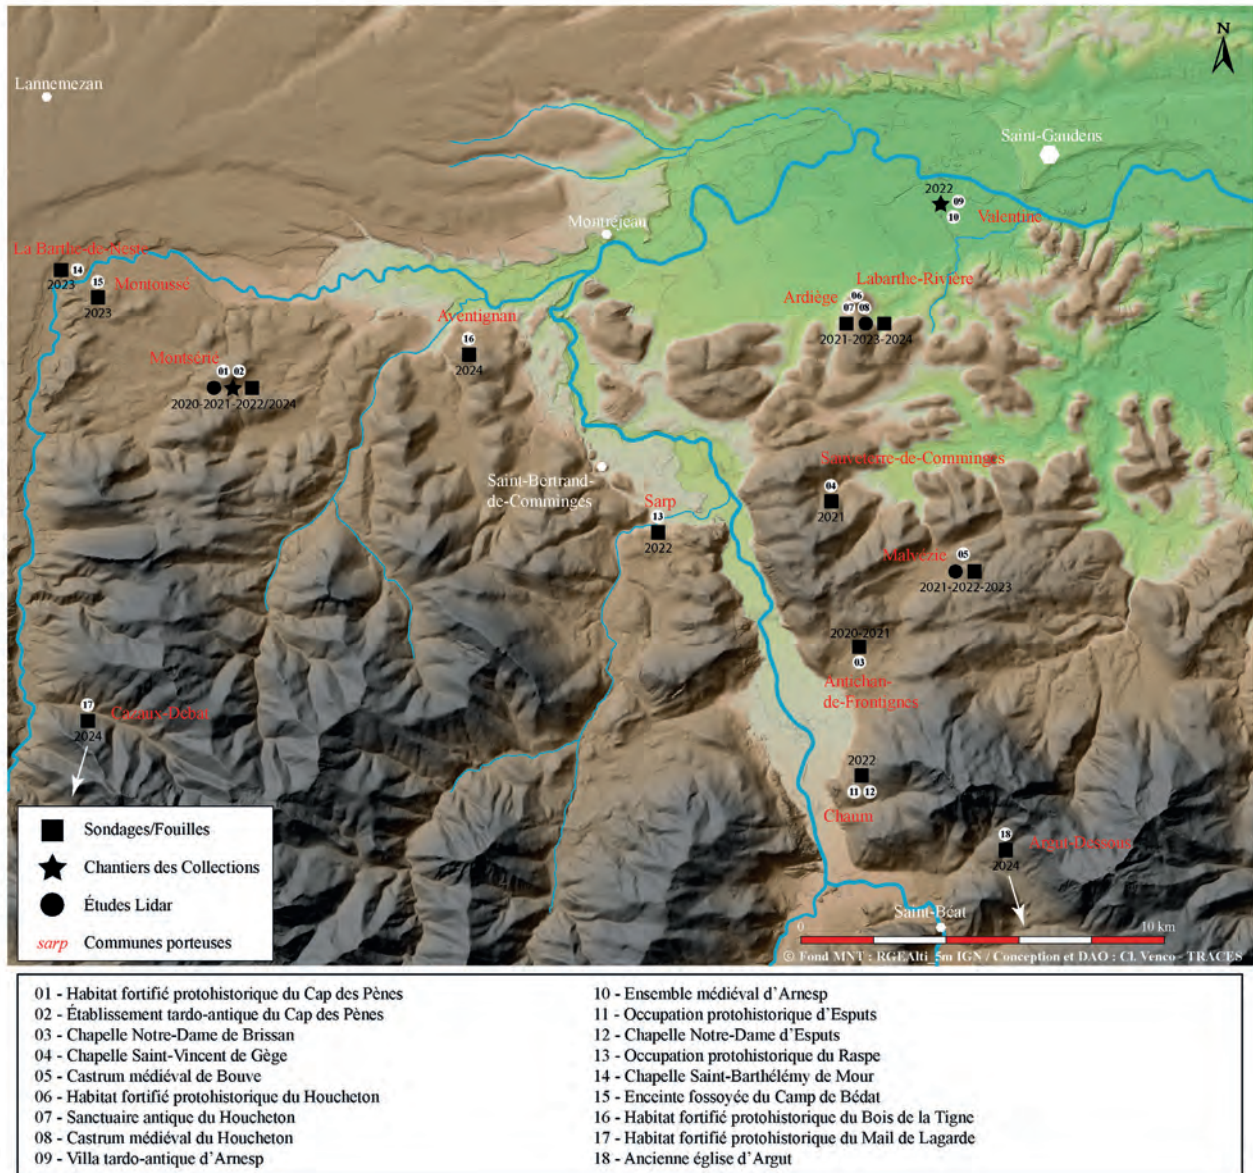 N
Lannemezan
Saint-Gaudens
2022
09
10
Valentine
Montréjean
La Barthe-de-Neste
14
2023
15
Montoussé
2023
Labarthe-Rivière
Ardiège
06
07 08
2021-2023-2024
Aventignan
16
2024
Montsérié
01 02
2020-2021-2022/2024
Sauveterre-de-Comminges
04
2021
Saint-Bertrand-
de-Comminges
Sarp
13
2022
Malvezie
05
2021-2022-2023
2020-2021
03
Antichan-
de-Frontignes
17
Cazaux-Debat
2024
2022
11 12
Chaum
18
Argut-Dessous
2024
Saint-Béat
0
10 km
© Fond MNT : RGEAlti_5m IGN / Conception et DAO : Cl. Venco - TRACES
Sondages/Fouilles
Chantiers des Collections
Études Lidar
sarp Communes porteuses
01 - Habitat fortifié protohistorique du Cap des Pènes
02 - Établissement tardo-antique du Cap des Pènes
03 - Chapelle Notre-Dame de Brissan
04 - Chapelle Saint-Vincent de Gège
05 - Castrum médiéval de Bouve
06 - Habitat fortifié protohistorique du Houcheton
07 - Sanctuaire antique du Houcheton
08 - Castrum médiéval du Houcheton
09 - Villa tardo-antique d'Arnesp
10 - Ensemble médiéval d'Arnesp
11 - Occupation protohistorique d'Esputs
12 - Chapelle Notre-Dame d'Esputs
13 - Occupation protohistorique du Raspe
14 - Chapelle Saint-Barthélémy de Mour
15 - Enceinte fossoyée du Camp de Bédat
16 - Habitat fortifié protohistorique du Bois de la Tigne
17 - Habitat fortifié protohistorique du Mail de Lagarde
18 - Ancienne église d'Argut